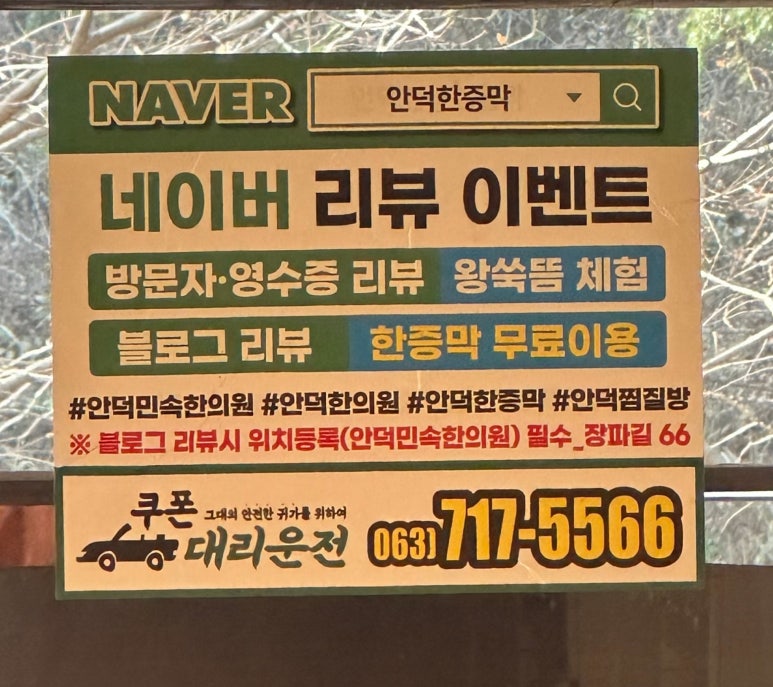 NAVER 안덕한증막
네이버 리뷰 이벤트
방문자·영수증 리뷰 왕쑥뜸 체험
블로그 리뷰 한증막 무료이용
#안덕민속한의원 #안덕한의원 #안덕한증막 #안덕찜질방
※ 블로그 리뷰시 위치등록(안덕민속한의원) 필수_장파길 66
쿠폰 그대의 안전한 귀가를 위하여
대리운전 063)717-5566